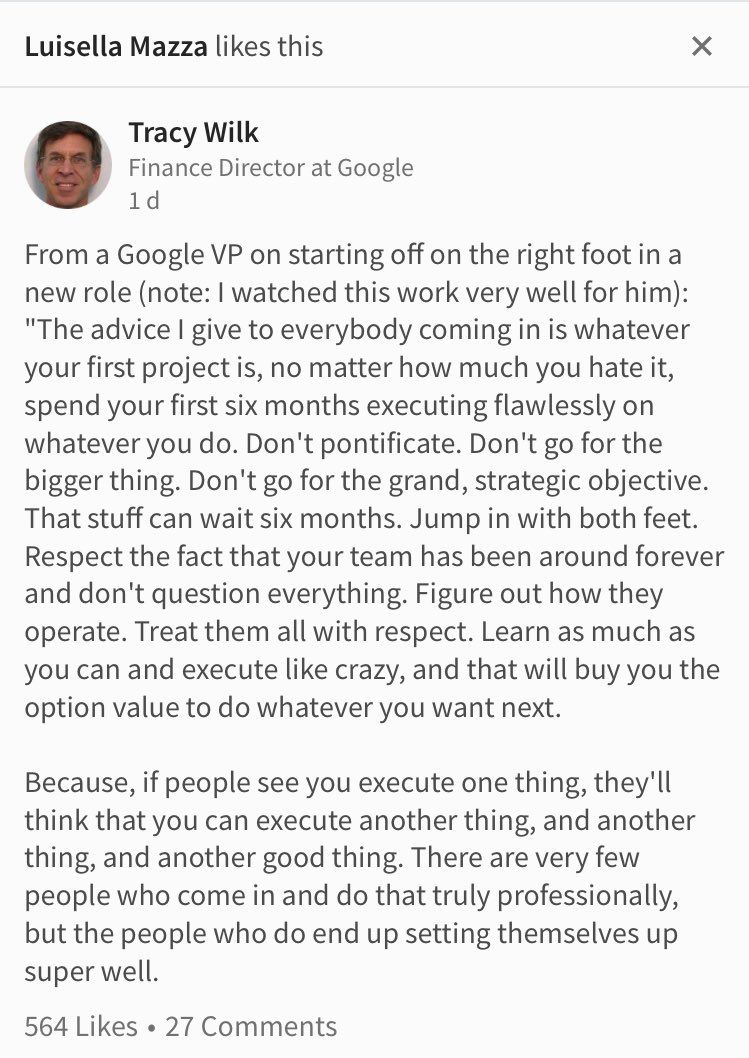 Luisella Mazza likes this
Tracy Wilk
Finance Director at Google
1 d
From a Google VP on starting off on the right foot in a
new role (note: I watched this work very well for him):
"The advice I give to everybody coming in is whatever
your first project is, no matter how much you hate it,
spend your first six months executing flawlessly on
whatever you do. Don't pontificate. Don't go for the
bigger thing. Don't go for the grand, strategic objective.
That stuff can wait six months. Jump in with both feet.
Respect the fact that your team has been around forever
and don't question everything. Figure out how they
operate. Treat them all with respect. Learn as much as
you can and execute like crazy, and that will buy you the
option value to do whatever you want next.
Because, if people see you execute one thing, they'll
think that you can execute another thing, and another
thing, and another good thing. There are very few
people who come in and do that truly professionally,
but the people who do end up setting themselves up
super well.
564 Likes • 27 Comments